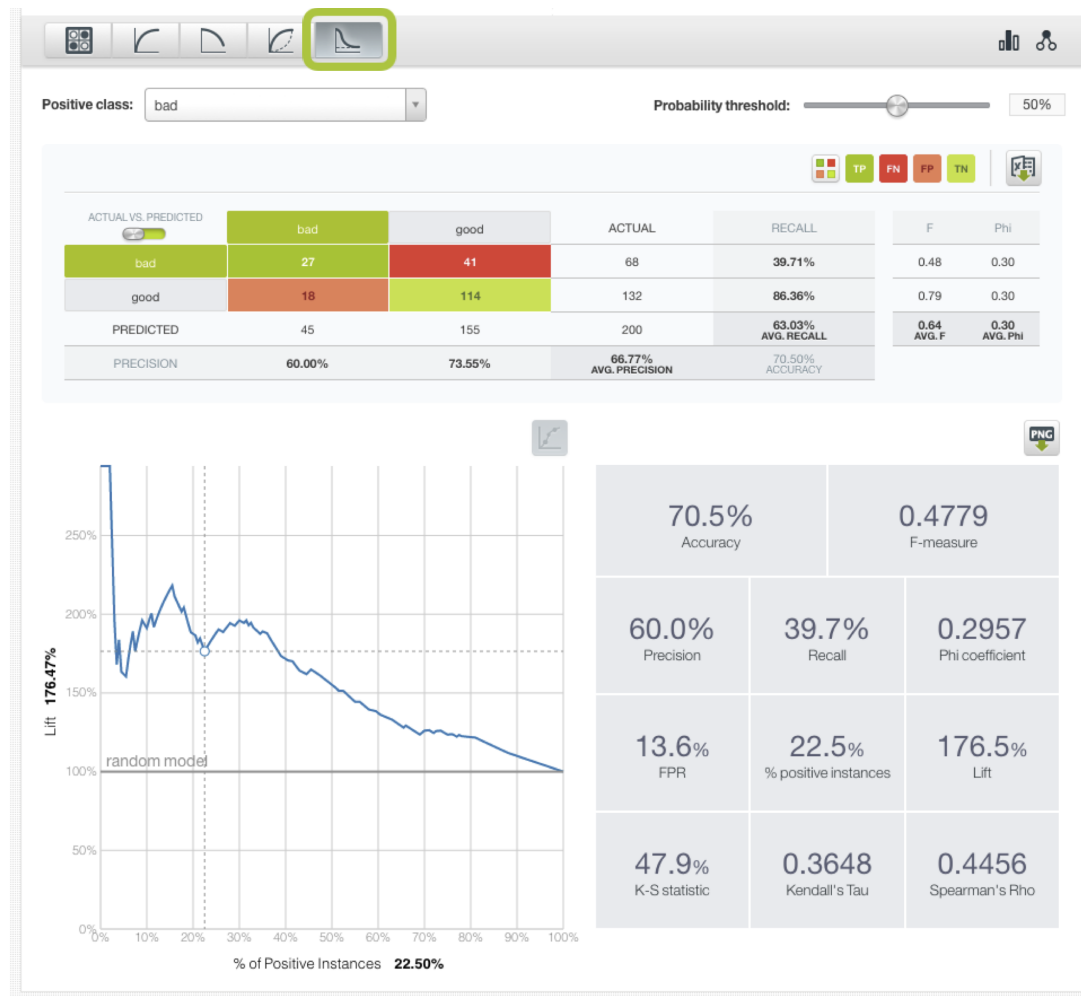 Positive class: bad
Probability threshold: 50%
TP FN FP TN
ACTUAL VS. PREDICTED bad good ACTUAL RECALL F Phi
bad 27 41 68 39.71% 0.48 0.30
good 18 114 132 86.36% 0.79 0.30
PREDICTED 45 155 200 63.03% AVG. RECALL 0.64 AVG. F 0.30 AVG. Phi
PRECISION 60.00% 73.55% 66.77% AVG. PRECISION 70.50% ACCURACY
PNG
250%
200%
150%
100%
50%
0%
Lift 176.47%
random model
0% 10% 20% 30% 40% 50% 60% 70% 80% 90% 100%
% of Positive Instances 22.50%
70.5% 0.4779
Accuracy F-measure
60.0% 39.7% 0.2957
Precision Recall Phi coefficient
13.6% 22.5% 176.5%
FPR % positive instances Lift
47.9% 0.3648 0.4456
K-S statistic Kendall's Tau Spearman's Rho